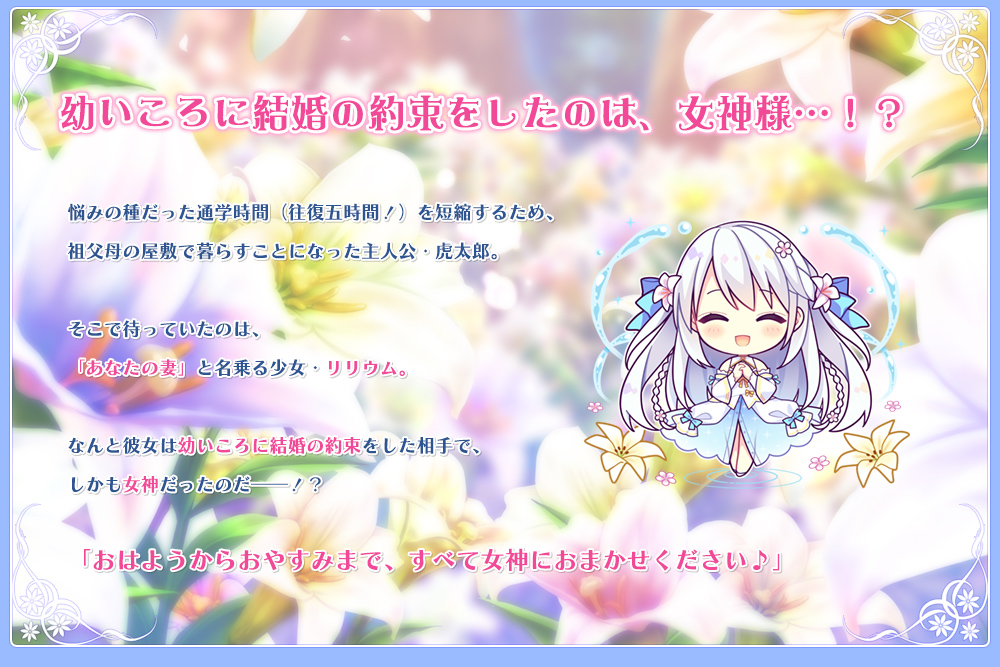 幼いころに結婚の約束をしたのは、女神様…！？
悩みの種だった通学時間（往復五時間！）を短縮するため、
祖父母の屋敷で暮らすことになった主人公・虎太郎。
そこで待っていたのは、
「あなたの妻」と名乗る少女・リリウム。
なんと彼女は幼いころに結婚の約束をした相手で、
しかも女神だったのだ――！？
「おはようからおやすみまで、すべて女神におまかせください♪」